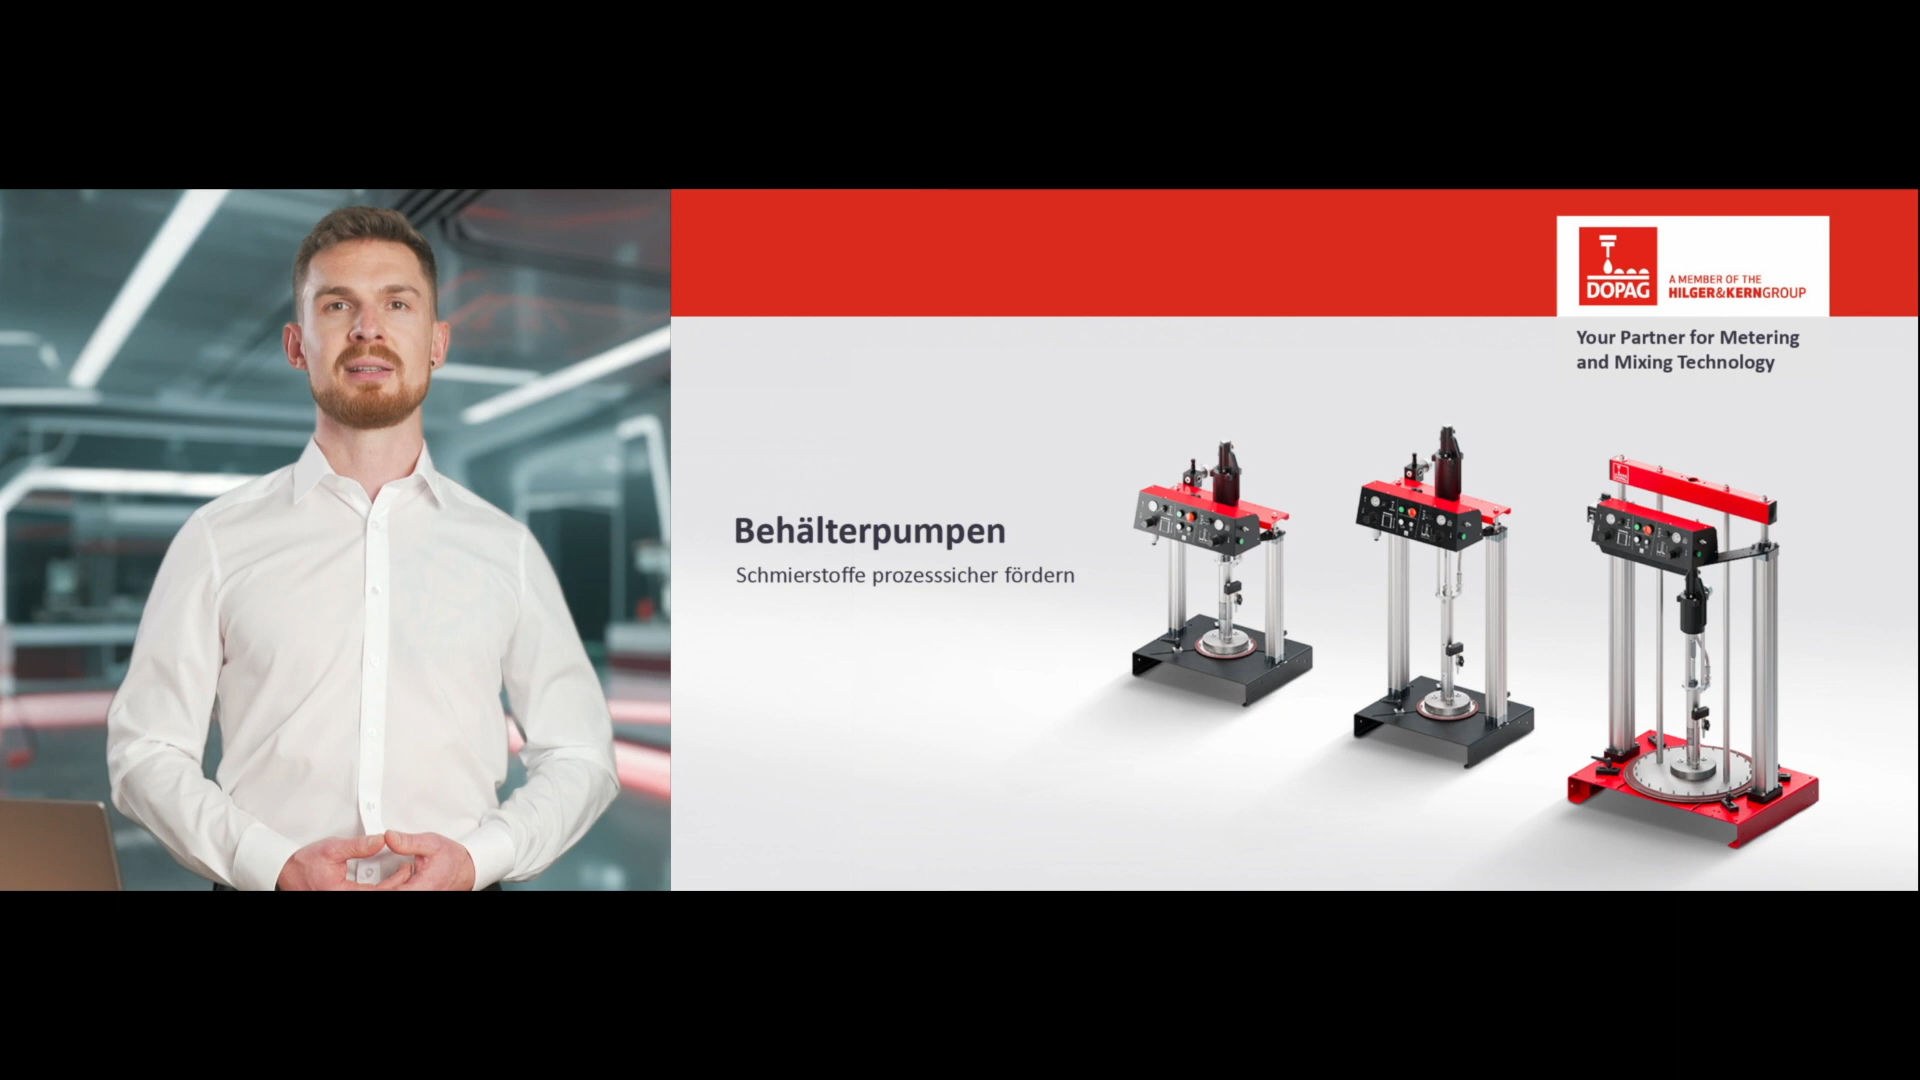 DOPAG
A MEMBER OF THE
HILGER&KERNGROUP
Your Partner for Metering
and Mixing Technology
Behälterpumpen
Schmierstoffe prozesssicher fördern